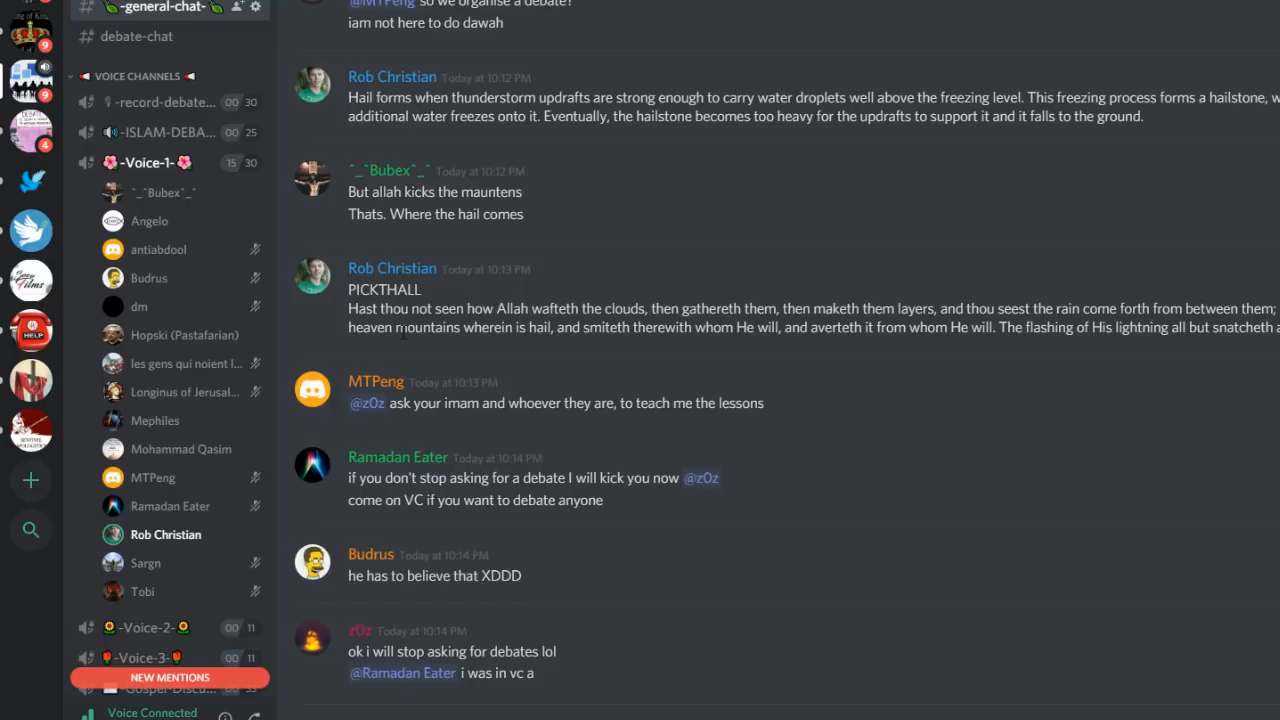 -general-chat-
debate-chat
VOICE CHANNELS
-record-debate... 00 30
-ISLAM-DEBA... 00 25
-Voice-1- 15 30
^_^Bubex^_^
Angelo
antiabdool
Budrus
dm
Hopski (Pastafarian)
les gens qui noient l...
Longinus of Jerusal...
Mephiles
Mohammad Qasim
MTPeng
Ramadan Eater
Rob Christian
Sargn
Tobi
-Voice-2- 00 11
-Voice-3- 00 11
NEW MENTIONS
Voice Connected
9
9
4
HELP
@MTPeng so we organise a debate?
iam not here to do dawah
Rob Christian Today at 10:12 PM
Hail forms when thunderstorm updrafts are strong enough to carry water droplets well above the freezing level. This freezing process forms a hailstone, w
additional water freezes onto it. Eventually, the hailstone becomes too heavy for the updrafts to support it and it falls to the ground.
^_^Bubex^_^ Today at 10:12 PM
But allah kicks the mauntens
Thats. Where the hail comes
Rob Christian Today at 10:13 PM
PICKTHALL
Hast thou not seen how Allah wafteth the clouds, then gathereth them, then maketh them layers, and thou seest the rain come forth from between them;
heaven mountains wherein is hail, and smiteth therewith whom He will, and averteth it from whom He will. The flashing of His lightning all but snatcheth a
MTPeng Today at 10:13 PM
@z0z ask your imam and whoever they are, to teach me the lessons
Ramadan Eater Today at 10:14 PM
if you don't stop asking for a debate I will kick you now @z0z
come on VC if you want to debate anyone
Budrus Today at 10:14 PM
he has to believe that XDDD
z0z Today at 10:14 PM
ok i will stop asking for debates lol
@Ramadan Eater i was in vc a